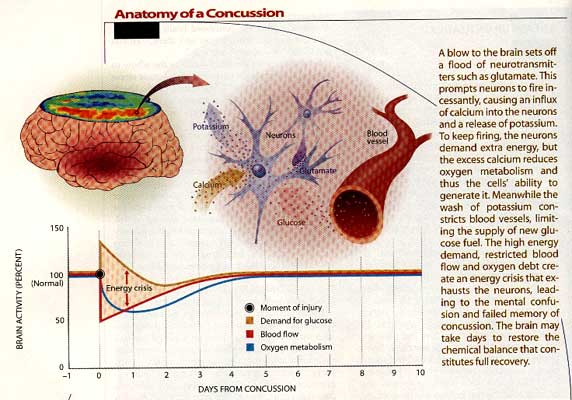 Anatomy of a Concussion
A blow to the brain sets off
a flood of neurotransmit-
ters such as glutamate. This
prompts neurons to fire in-
cessantly, causing an influx
of calcium into the neurons
and a release of potassium.
To keep firing, the neurons
demand extra energy, but
the excess calcium reduces
oxygen metabolism and
thus the cells' ability to
generate it. Meanwhile the
wash of potassium con-
stricts blood vessels, limit-
ing the supply of new glu-
cose fuel. The high energy
demand, restricted blood
flow and oxygen debt cre-
ate an energy crisis that ex-
hausts the neurons, lead-
ing to the mental confu-
sion and failed memory of
concussion. The brain may
take days to restore the
chemical balance that con-
stitutes full recovery.
Potassium
Neurons
Blood
vessel
Calcium
Glutamate
Glucose
BRAIN ACTIVITY (PERCENT)
150
100
(Normal)
50
0
Energy crisis
Moment of injury
Demand for glucose
Blood flow
Oxygen metabolism
-1 0 1 2 3 4 5 6 7 8 9 10
DAYS FROM CONCUSSION